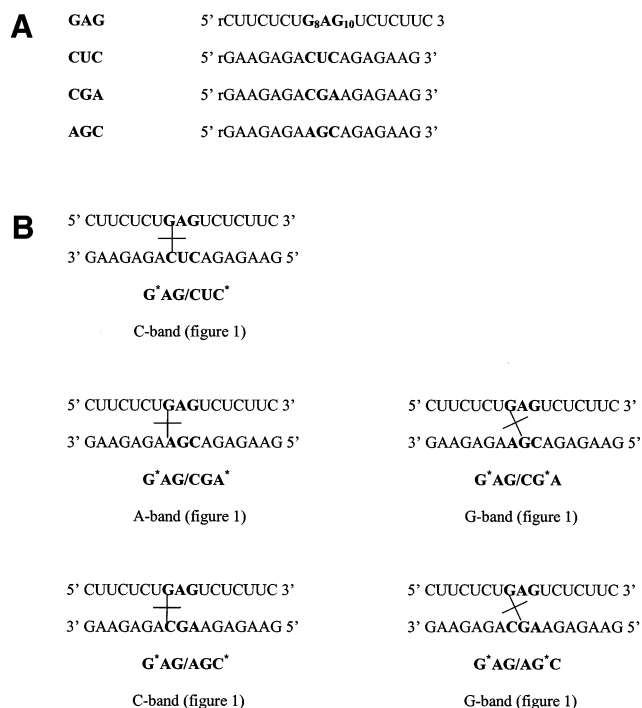 A
GAG 5’ rCUUCUCUG₈AG₁₀UCUCUUC 3
CUC 5’ rGAAGAGACUCAGAGAAG 3’
CGA 5’ rGAAGAGACGAAGAGAAG 3’
AGC 5’ rGAAGAGAAGCAGAGAAG 3’
B
5’ CUUCUCUGAGUCUCUUC 3’
3’ GAAGAGACUCAGAGAAG 5’
G*AG/CUC*
C-band (figure 1)
5’ CUUCUCUGAGUCUCUUC 3’ 5’ CUUCUCUGAGUCUCUUC 3’
3’ GAAGAGAAGCAGAGAAG 5’ 3’ GAAGAGAAGCAGAGAAG 5’
G*AG/CGA* G*AG/CG*A
A-band (figure 1) G-band (figure 1)
5’ CUUCUCUGAGUCUCUUC 3’ 5’ CUUCUCUGAGUCUCUUC 3’
3’ GAAGAGACGAAGAGAAG 5’ 3’ GAAGAGACGAAGAGAAG 5’
G*AG/AGC* G*AG/AG*C
C-band (figure 1) G-band (figure 1)